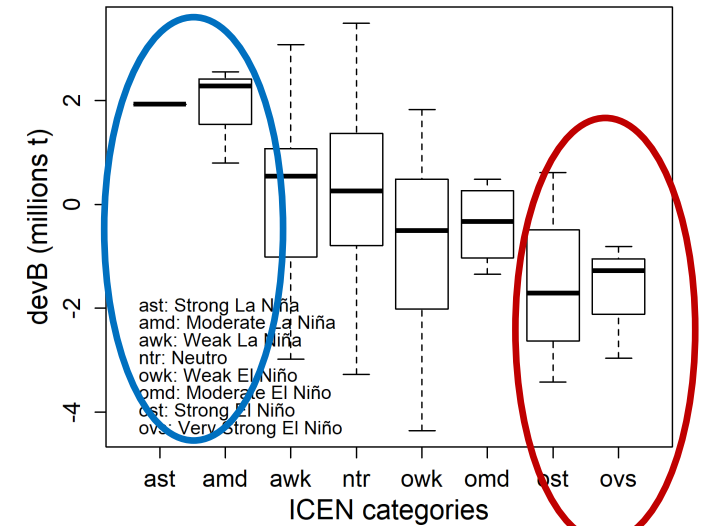 devB (millions t)
2
0
-2
-4
ast: Strong La Niña
amd: Moderate La Niña
awk: Weak La Niña
ntr: Neutro
owk: Weak El Niño
omd: Moderate El Niño
ost: Strong El Niño
ovs: Very Strong El Niño
ast amd awk ntr owk omd ost ovs
ICEN categories